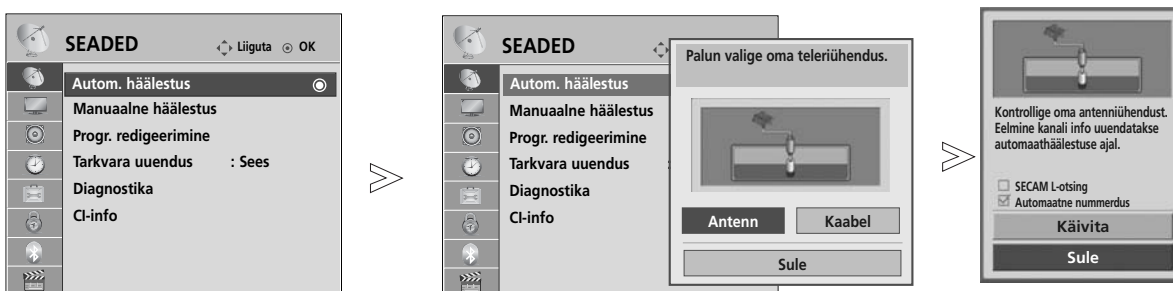 SEADED
Liiguta OK
Autom. häälestus
Manuaalne häälestus
Progr. redigeerimine
Tarkvara uuendus : Sees
Diagnostika
CI-info
SEADED
Autom. häälestus
Manuaalne häälestus
Progr. redigeerimine
Tarkvara uuendus :
Diagnostika
CI-info
Palun valige oma teleriühendus.
Antenn Kaabel
Sule
Kontrollige oma antenniühendust.
Eelmine kanali info uuendatakse
automaathäälestuse ajal.
SECAM L-otsing
Automaatne nummerdus
Käivita
Sule